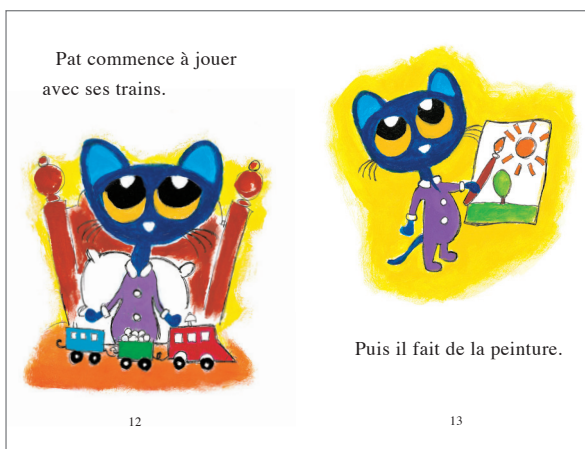 Pat commence à jouer
avec ses trains.
12
Puis il fait de la peinture.
13